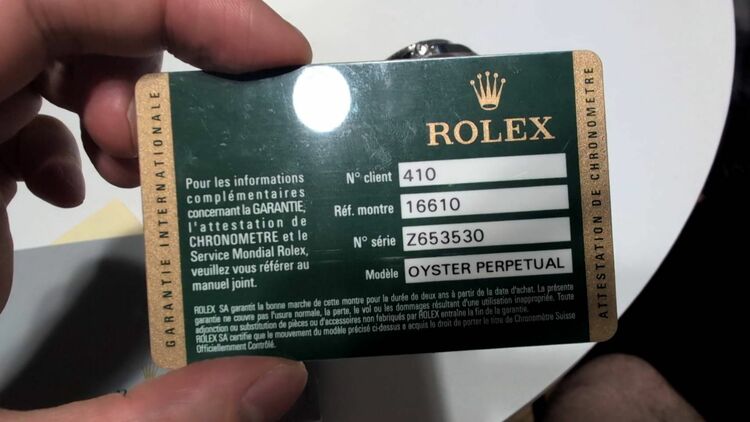 GARANTIE INTERNATIONALE
ROLEX
Pour les informations
complémentaires
concernant la GARANTIE,
l'attestation de
CHRONOMETRE et le
Service Mondial Rolex,
veuillez vous référer au
manuel joint.
N° client 410
Réf. montre 16610
N° série Z653530
Modèle OYSTER PERPETUAL
ROLEX SA garantit la bonne marche de cette montre pour la durée de deux ans à partir de la date d'achat. La présente
garantie ne couvre pas l'usure normale, la perte, le vol ou les dommages résultant d'une utilisation inappropriée. Toute
adjonction ou substitution de pièces ou d'accessoires non fabriqués par ROLEX entraîne la fin de la garantie.
ROLEX SA certifie que le mouvement du modèle précité ci-dessus a acquis le droit de porter le titre de Chronomètre Suisse
Officiellement Contrôlé.
ATTESTATION DE CHRONOMETRE